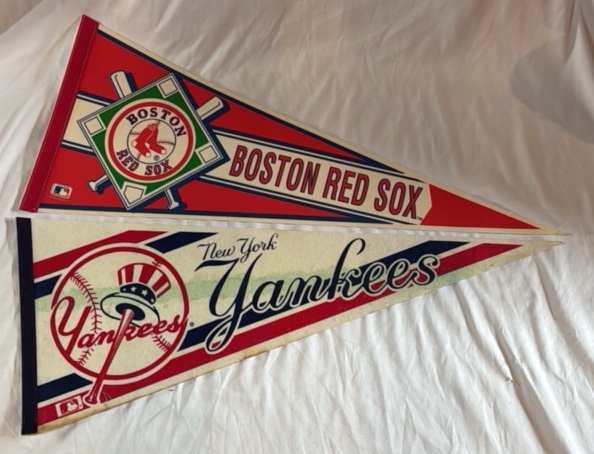 BOSTON
RED SOX
®
BOSTON RED SOX
New York
Yankees
Yankees
®